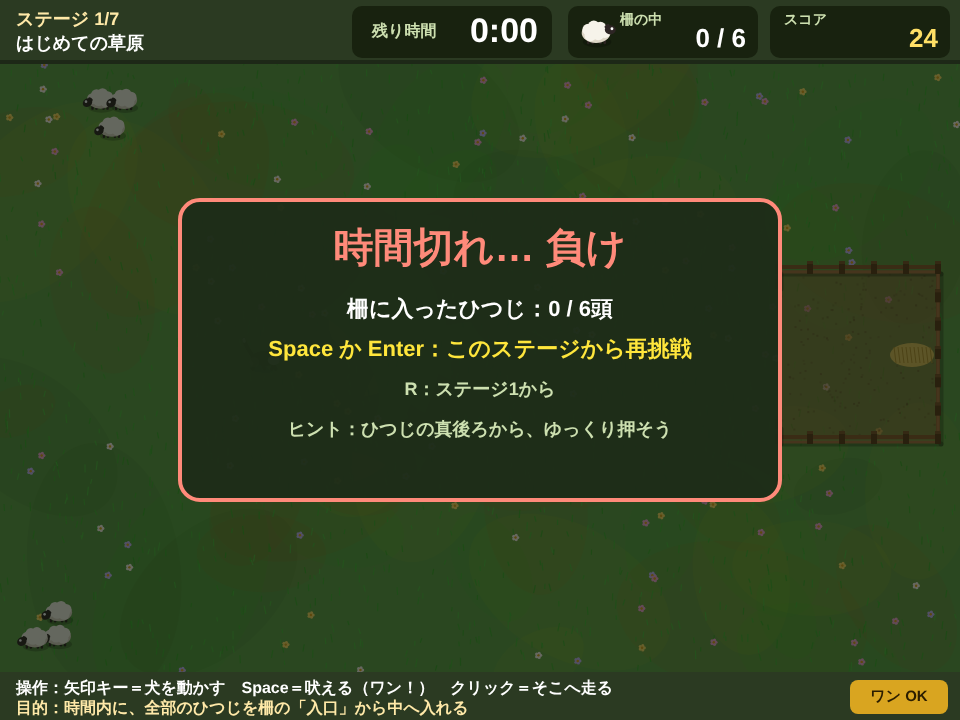 ステージ 1/7
はじめての草原
残り時間 0:00
柵の中
0 / 6
スコア
24
時間切れ… 負け
柵に入ったひつじ：0 / 6頭
Space か Enter：このステージから再挑戦
R：ステージ1から
ヒント：ひつじの真後ろから、ゆっくり押そう
操作：矢印キー＝犬を動かす　Space＝吠える（ワン！）　クリック＝そこへ走る
目的：時間内に、全部のひつじを柵の「入口」から中へ入れる
ワン OK